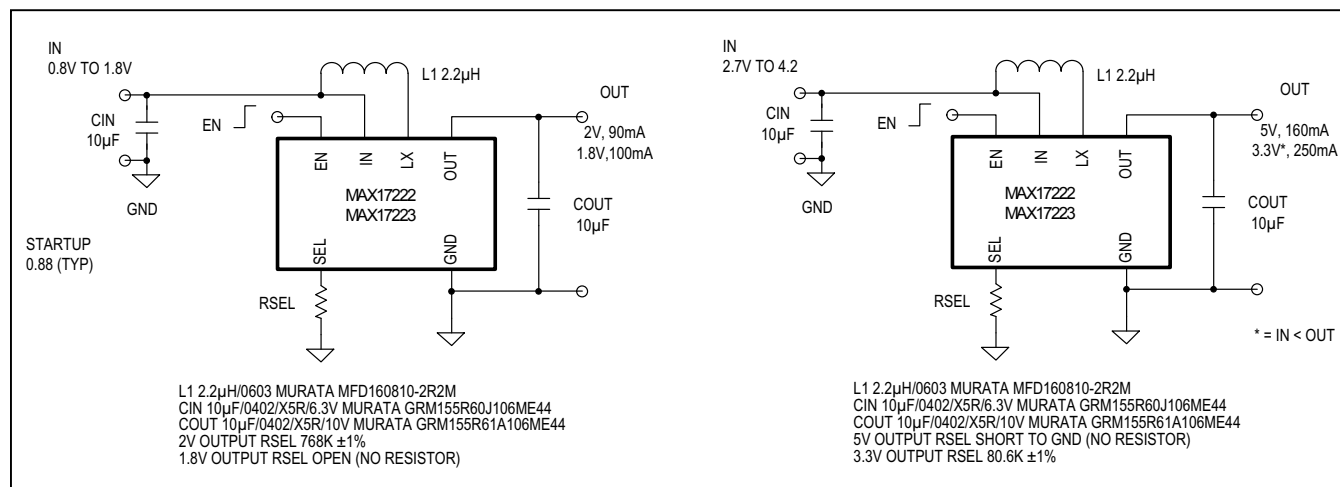 IN
0.8V TO 1.8V
L1 2.2µH
OUT
CIN
10µF
EN
2V, 90mA
1.8V,100mA
EN
IN
LX
OUT
MAX17222
MAX17223
COUT
10µF
GND
SEL
GND
STARTUP
0.88 (TYP)
RSEL
L1 2.2µH/0603 MURATA MFD160810-2R2M
CIN 10µF/0402/X5R/6.3V MURATA GRM155R60J106ME44
COUT 10µF/0402/X5R/10V MURATA GRM155R61A106ME44
2V OUTPUT RSEL 768K ±1%
1.8V OUTPUT RSEL OPEN (NO RESISTOR)
IN
2.7V TO 4.2
L1 2.2µH
OUT
CIN
10µF
EN
5V, 160mA
3.3V*, 250mA
EN
IN
LX
OUT
MAX17222
MAX17223
COUT
10µF
GND
SEL
GND
RSEL
* = IN < OUT
L1 2.2µH/0603 MURATA MFD160810-2R2M
CIN 10µF/0402/X5R/6.3V MURATA GRM155R60J106ME44
COUT 10µF/0402/X5R/10V MURATA GRM155R61A106ME44
5V OUTPUT RSEL SHORT TO GND (NO RESISTOR)
3.3V OUTPUT RSEL 80.6K ±1%